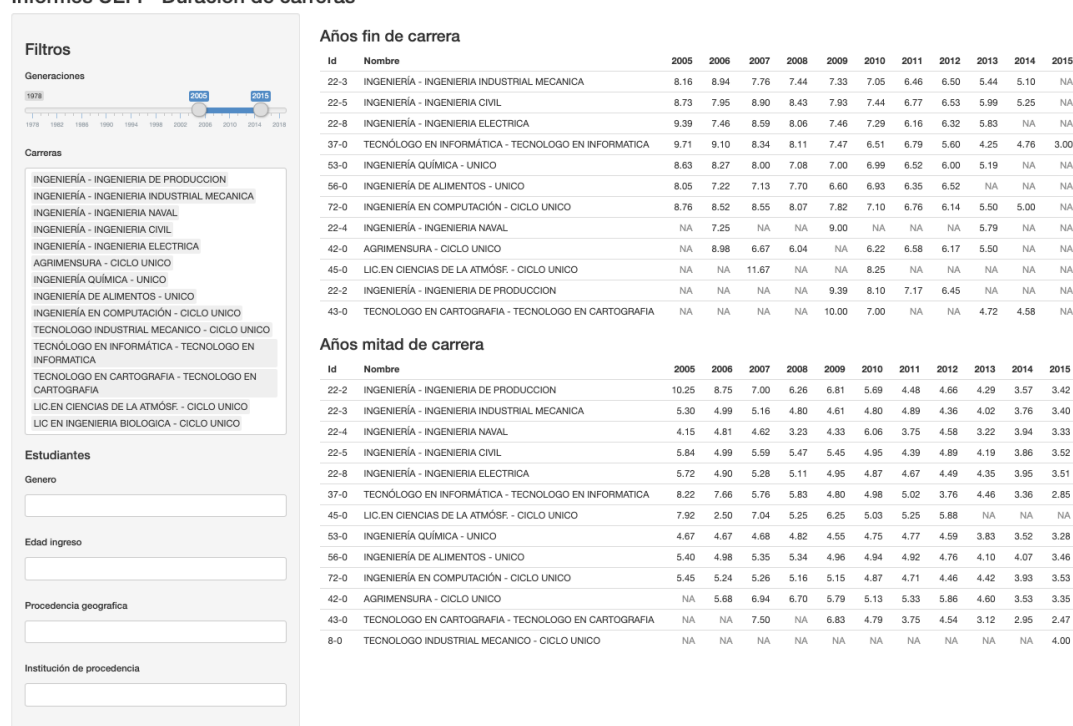 Filtros
Generaciones
1978 2005 2015
1978 1982 1986 1990 1994 1998 2002 2006 2010 2014 2018
Carreras
INGENIERÍA - INGENIERIA DE PRODUCCION
INGENIERÍA - INGENIERIA INDUSTRIAL MECANICA
INGENIERÍA - INGENIERIA NAVAL
INGENIERÍA - INGENIERIA CIVIL
INGENIERÍA - INGENIERIA ELECTRICA
AGRIMENSURA - CICLO UNICO
INGENIERÍA QUÍMICA - UNICO
INGENIERÍA DE ALIMENTOS - UNICO
INGENIERÍA EN COMPUTACIÓN - CICLO UNICO
TECNOLOGO INDUSTRIAL MECANICO - CICLO UNICO
TECNÓLOGO EN INFORMÁTICA - TECNOLOGO EN
INFORMATICA
TECNOLOGO EN CARTOGRAFIA - TECNOLOGO EN
CARTOGRAFIA
LIC.EN CIENCIAS DE LA ATMÓSF. - CICLO UNICO
LIC EN INGENIERIA BIOLOGICA - CICLO UNICO
Estudiantes
Genero
Edad ingreso
Procedencia geografica
Institución de procedencia
Años fin de carrera
Id Nombre 2005 2006 2007 2008 2009 2010 2011 2012 2013 2014 2015
22-3 INGENIERÍA - INGENIERIA INDUSTRIAL MECANICA 8.16 8.94 7.76 7.44 7.33 7.05 6.46 6.50 5.44 5.10 NA
22-5 INGENIERÍA - INGENIERIA CIVIL 8.73 7.95 8.90 8.43 7.93 7.44 6.77 6.53 5.99 5.25 NA
22-8 INGENIERÍA - INGENIERIA ELECTRICA 9.39 7.46 8.59 8.06 7.46 7.29 6.16 6.32 5.83 NA NA
37-0 TECNÓLOGO EN INFORMÁTICA - TECNOLOGO EN INFORMATICA 9.71 9.10 8.34 8.11 7.47 6.51 6.79 5.60 4.25 4.76 3.00
53-0 INGENIERÍA QUÍMICA - UNICO 8.63 8.27 8.00 7.08 7.00 6.99 6.52 6.00 5.19 NA NA
56-0 INGENIERÍA DE ALIMENTOS - UNICO 8.05 7.22 7.13 7.70 6.60 6.93 6.35 6.52 NA NA NA
72-0 INGENIERÍA EN COMPUTACIÓN - CICLO UNICO 8.76 8.52 8.55 8.07 7.82 7.10 6.76 6.14 5.50 5.00 NA
22-4 INGENIERÍA - INGENIERIA NAVAL NA 7.25 NA NA 9.00 NA NA NA 5.79 NA NA
42-0 AGRIMENSURA - CICLO UNICO NA 8.98 6.67 6.04 NA 6.22 6.58 6.17 5.50 NA NA
45-0 LIC.EN CIENCIAS DE LA ATMÓSF. - CICLO UNICO NA NA 11.67 NA NA 8.25 NA NA NA NA NA
22-2 INGENIERÍA - INGENIERIA DE PRODUCCION NA NA NA NA 9.39 8.10 7.17 6.45 NA NA NA
43-0 TECNOLOGO EN CARTOGRAFIA - TECNOLOGO EN CARTOGRAFIA NA NA NA NA 10.00 7.00 NA NA 4.72 4.58 NA
Años mitad de carrera
Id Nombre 2005 2006 2007 2008 2009 2010 2011 2012 2013 2014 2015
22-2 INGENIERÍA - INGENIERIA DE PRODUCCION 10.25 8.75 7.00 6.26 6.81 5.69 4.48 4.66 4.29 3.57 3.42
22-3 INGENIERÍA - INGENIERIA INDUSTRIAL MECANICA 5.30 4.99 5.16 4.80 4.61 4.80 4.89 4.36 4.02 3.76 3.40
22-4 INGENIERÍA - INGENIERIA NAVAL 4.15 4.81 4.62 3.23 4.33 6.06 3.75 4.58 3.22 3.94 3.33
22-5 INGENIERÍA - INGENIERIA CIVIL 5.84 4.99 5.59 5.47 5.45 4.95 4.39 4.89 4.19 3.86 3.52
22-8 INGENIERÍA - INGENIERIA ELECTRICA 5.72 4.90 5.28 5.11 4.95 4.87 4.67 4.49 4.35 3.95 3.51
37-0 TECNÓLOGO EN INFORMÁTICA - TECNOLOGO EN INFORMATICA 8.22 7.66 5.76 5.83 4.80 4.98 5.02 3.76 4.46 3.36 2.85
45-0 LIC.EN CIENCIAS DE LA ATMÓSF. - CICLO UNICO 7.92 2.50 7.04 5.25 6.25 5.03 5.25 5.88 NA NA NA
53-0 INGENIERÍA QUÍMICA - UNICO 4.67 4.67 4.68 4.82 4.55 4.75 4.77 4.59 3.83 3.52 3.28
56-0 INGENIERÍA DE ALIMENTOS - UNICO 5.40 4.98 5.35 5.34 4.96 4.94 4.92 4.76 4.10 4.07 3.46
72-0 INGENIERÍA EN COMPUTACIÓN - CICLO UNICO 5.45 5.24 5.26 5.16 5.15 4.87 4.71 4.46 4.42 3.93 3.53
42-0 AGRIMENSURA - CICLO UNICO NA 5.68 6.94 6.70 5.79 5.13 5.33 5.86 4.60 3.53 3.35
43-0 TECNOLOGO EN CARTOGRAFIA - TECNOLOGO EN CARTOGRAFIA NA NA 7.50 NA 6.83 4.79 3.75 4.54 3.12 2.95 2.47
8-0 TECNOLOGO INDUSTRIAL MECANICO - CICLO UNICO NA NA NA NA NA NA NA NA NA NA 4.00